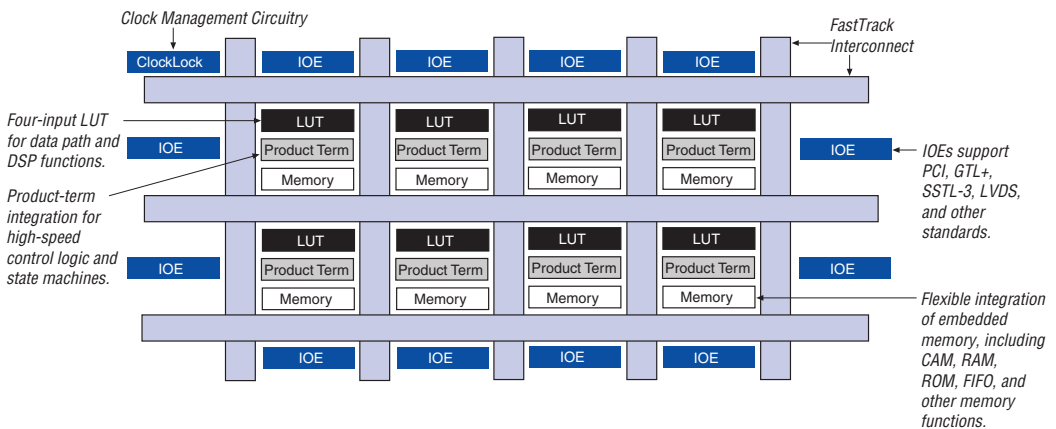 Clock Management Circuitry
FastTrack
Interconnect
ClockLock
IOE
IOE
IOE
IOE
Four-input LUT
for data path and
DSP functions.
LUT
LUT
LUT
LUT
IOE
Product Term
Product Term
Product Term
Product Term
IOE
IOEs support
PCI, GTL+,
SSTL-3, LVDS,
and other
standards.
Memory
Memory
Memory
Memory
Product-term
integration for
high-speed
control logic and
state machines.
LUT
LUT
LUT
LUT
IOE
Product Term
Product Term
Product Term
Product Term
IOE
Memory
Memory
Memory
Memory
Flexible integration
of embedded
memory, including
CAM, RAM,
ROM, FIFO, and
other memory
functions.
IOE
IOE
IOE
IOE